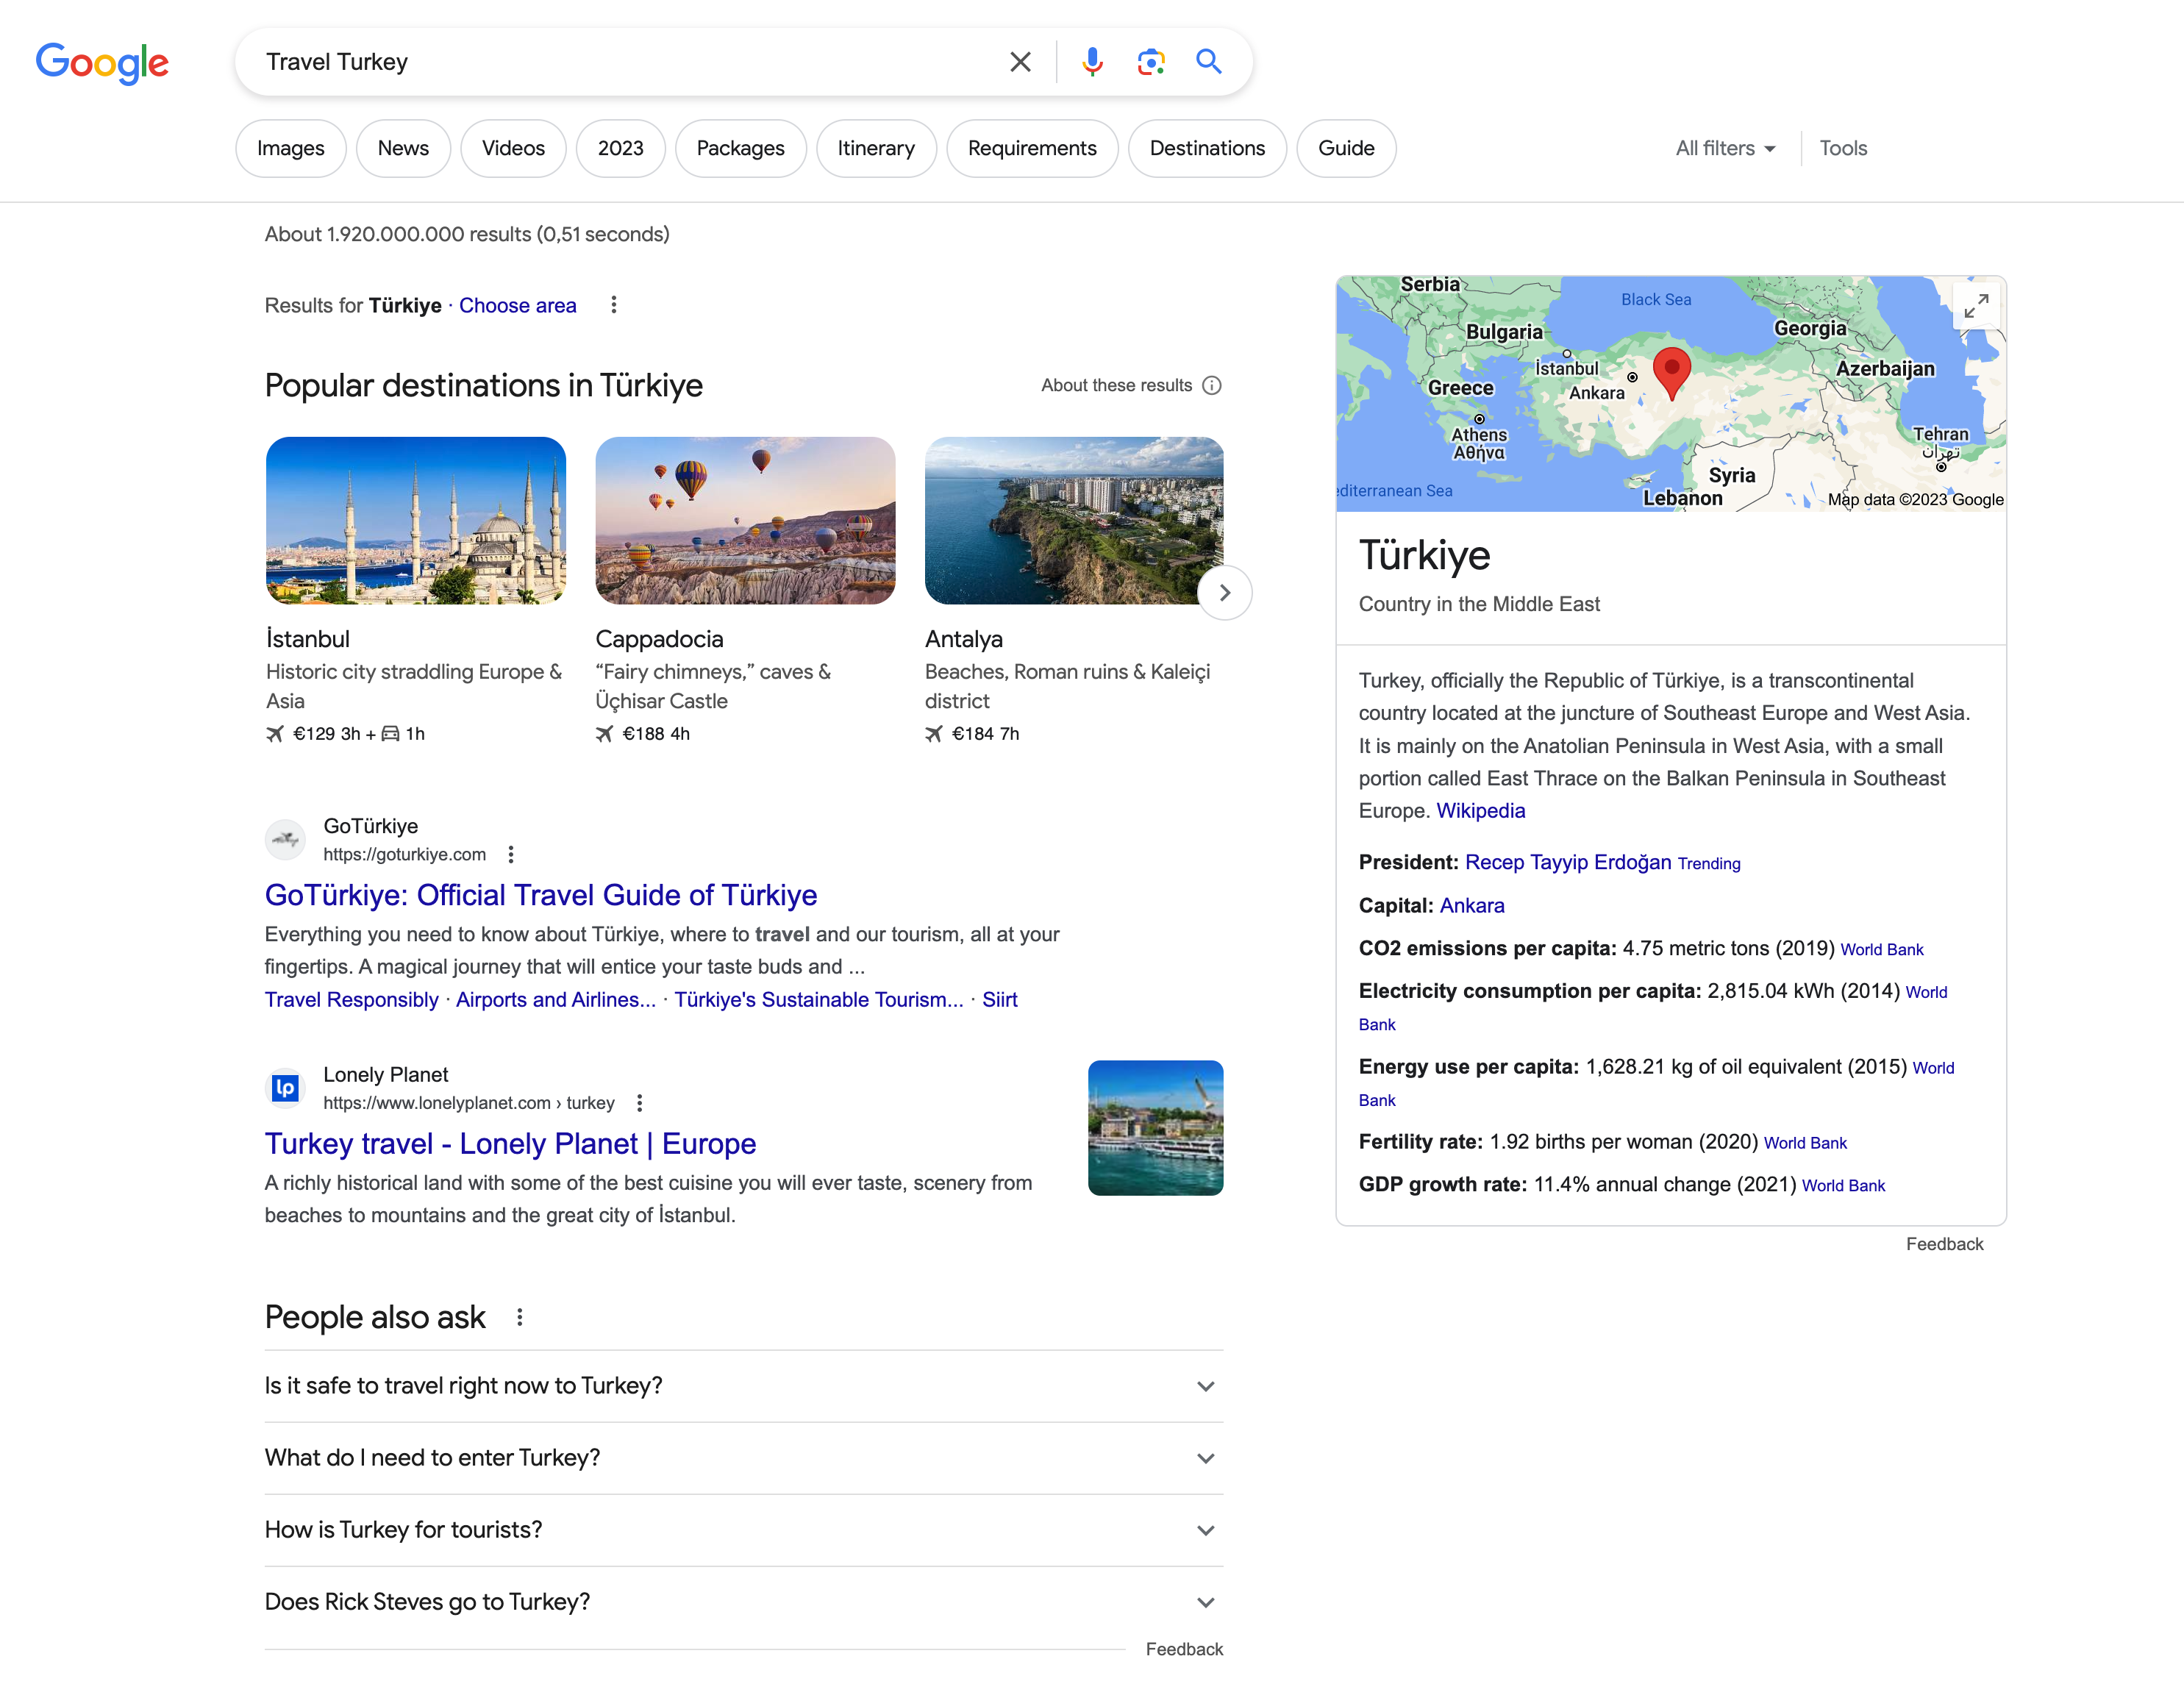 Google
Travel Turkey
Images
News
Videos
2023
Packages
Itinerary
Requirements
Destinations
Guide
All filters
Tools
About 1.920.000.000 results (0,51 seconds)
Results for Türkiye · Choose area
Popular destinations in Türkiye
About these results
İstanbul
Historic city straddling Europe &
Asia
€129 3h + 1h
Cappadocia
“Fairy chimneys,” caves &
Üçhisar Castle
€188 4h
Antalya
Beaches, Roman ruins & Kaleiçi
district
€184 7h
GoTürkiye
https://goturkiye.com
GoTürkiye: Official Travel Guide of Türkiye
Everything you need to know about Türkiye, where to travel and our tourism, all at your
fingertips. A magical journey that will entice your taste buds and ...
Travel Responsibly · Airports and Airlines... · Türkiye's Sustainable Tourism... · Siirt
lp
Lonely Planet
https://www.lonelyplanet.com › turkey
Turkey travel - Lonely Planet | Europe
A richly historical land with some of the best cuisine you will ever taste, scenery from
beaches to mountains and the great city of İstanbul.
People also ask
Is it safe to travel right now to Turkey?
What do I need to enter Turkey?
How is Turkey for tourists?
Does Rick Steves go to Turkey?
Feedback
Serbia
Black Sea
Bulgaria
Georgia
İstanbul
Azerbaijan
Greece
Ankara
Athens
Αθήνα
Tehran
تهران
Syria
editerranean Sea
Lebanon
Map data ©2023 Google
Türkiye
Country in the Middle East
Turkey, officially the Republic of Türkiye, is a transcontinental
country located at the juncture of Southeast Europe and West Asia.
It is mainly on the Anatolian Peninsula in West Asia, with a small
portion called East Thrace on the Balkan Peninsula in Southeast
Europe. Wikipedia
President: Recep Tayyip Erdoğan Trending
Capital: Ankara
CO2 emissions per capita: 4.75 metric tons (2019) World Bank
Electricity consumption per capita: 2,815.04 kWh (2014) World
Bank
Energy use per capita: 1,628.21 kg of oil equivalent (2015) World
Bank
Fertility rate: 1.92 births per woman (2020) World Bank
GDP growth rate: 11.4% annual change (2021) World Bank
Feedback